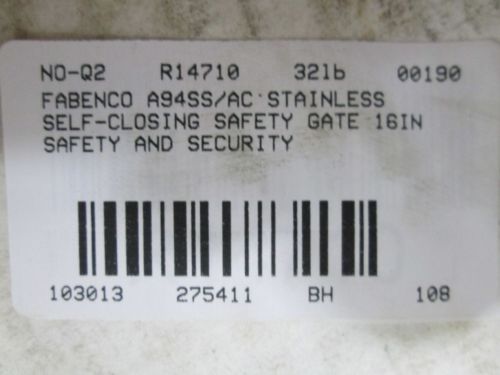 NO-Q2 R14710 32lb 00190
FABENCO A94SS/AC STAINLESS
SELF-CLOSING SAFETY GATE 16IN
SAFETY AND SECURITY
103013 275411 BH 108